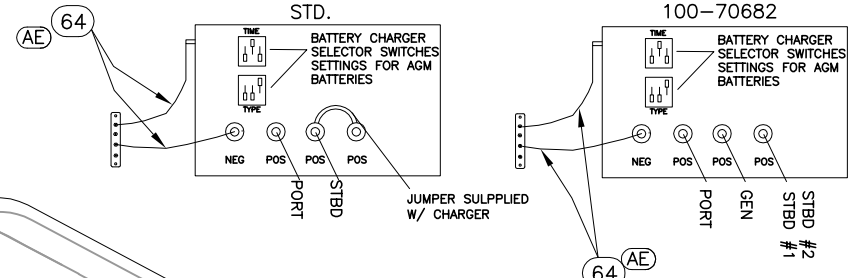 STD.
AE
64
TIME
TYPE
BATTERY CHARGER
SELECTOR SWITCHES
SETTINGS FOR AGM
BATTERIES
NEG
POS
POS
POS
PORT
STBD
JUMPER SULPPLIED
W/ CHARGER
100-70682
TIME
TYPE
BATTERY CHARGER
SELECTOR SWITCHES
SETTINGS FOR AGM
BATTERIES
NEG
POS
POS
POS
PORT
GEN
STBD #2
STBD #1
64
AE